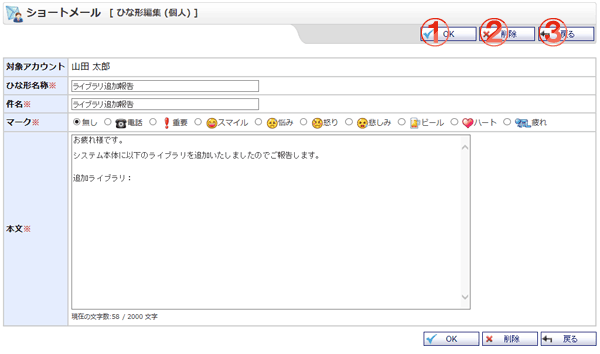 ショートメール [ ひな形編集 (個人) ]
① OK ② 削除 ③ 戻る
対象アカウント 山田 太郎
ひな形名称※ ライブラリ追加報告
件名※ ライブラリ追加報告
マーク※ 無し 電話 重要 スマイル 悩み 怒り 悲しみ ビール ハート 疲れ
お疲れ様です。
システム本体に以下のライブラリを追加いたしましたのでご報告します。
追加ライブラリ：
本文※
現在の文字数:58 / 2000 文字
OK 削除 戻る